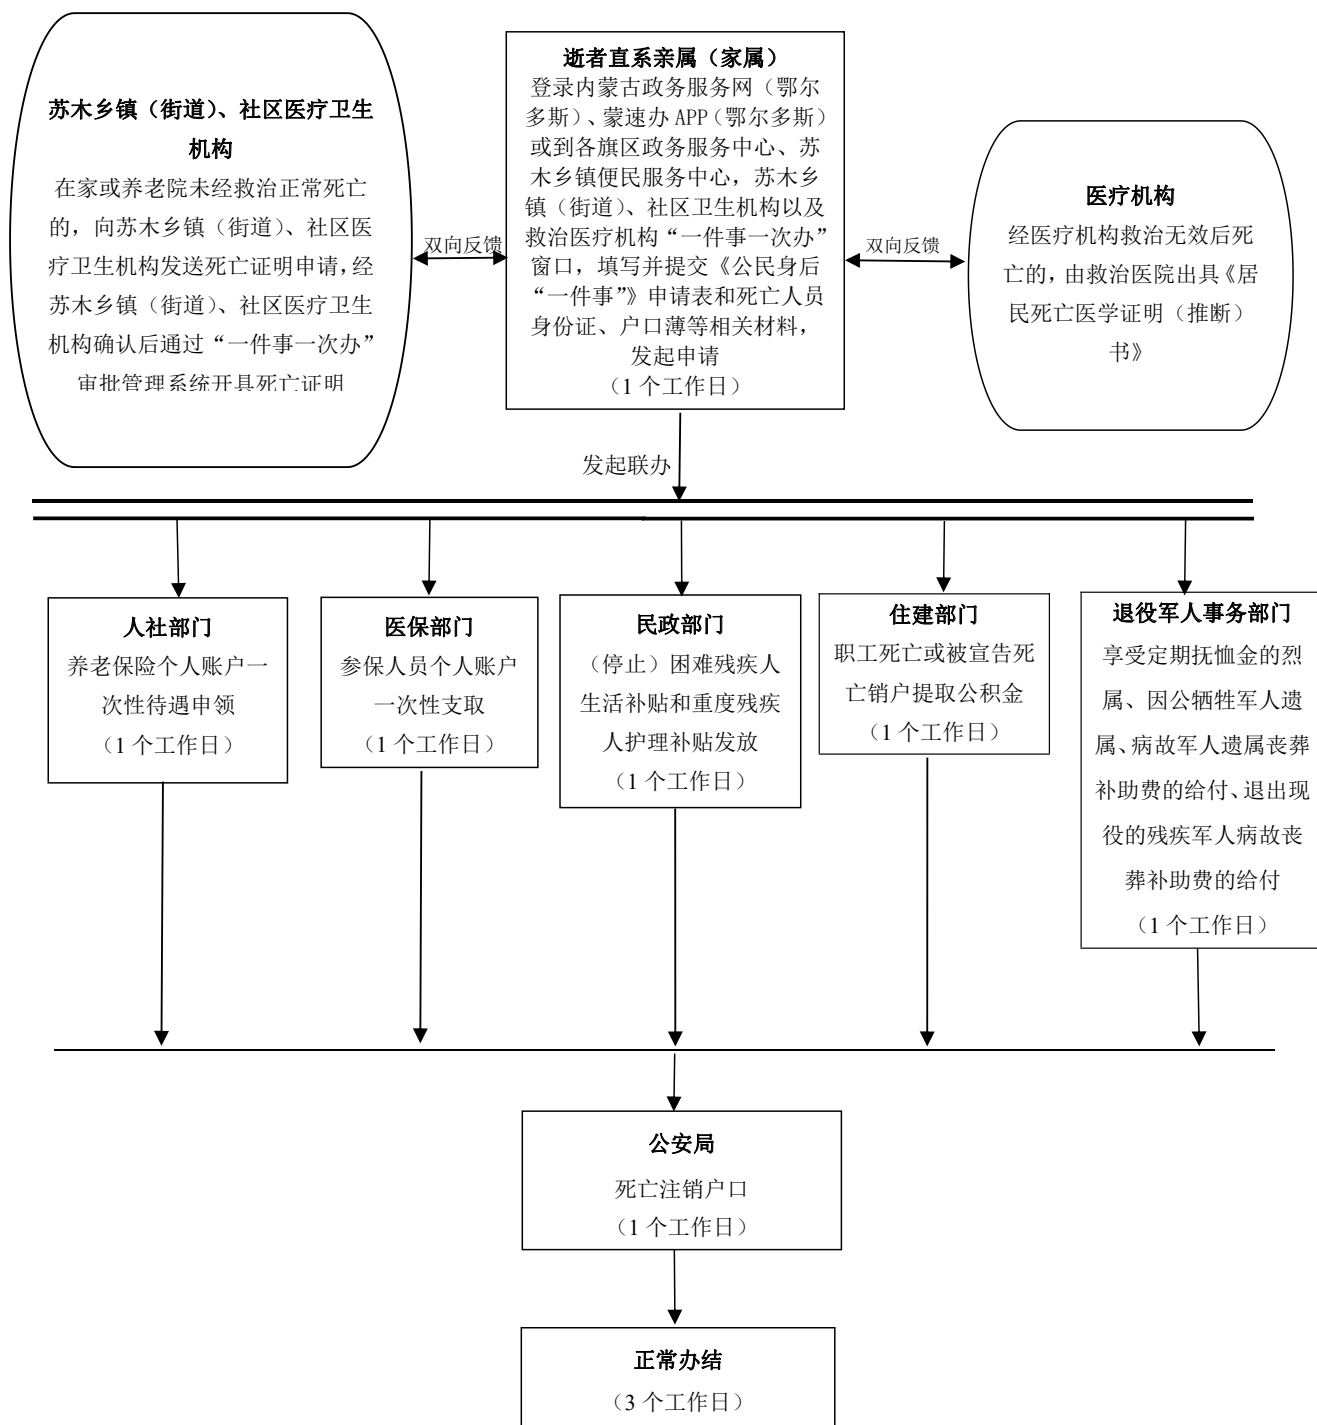 苏木乡镇（街道）、社区医疗卫生
机构
在家或养老院未经救治正常死亡
的，向苏木乡镇（街道）、社区医
疗卫生机构发送死亡证明申请，经
苏木乡镇（街道）、社区医疗卫生
机构确认后通过“一件事一次办”
审批管理系统开具死亡证明
双向反馈
逝者直系亲属（家属）
登录内蒙古政务服务网（鄂尔
多斯）、蒙速办 APP（鄂尔多斯）
或到各旗区政务服务中心、苏
木乡镇便民服务中心，苏木乡
镇（街道）、社区卫生机构以及
救治医疗机构“一件事一次办”
窗口，填写并提交《公民身后
“一件事”》申请表和死亡人员
身份证、户口薄等相关材料，
发起申请
（1 个工作日）
双向反馈
医疗机构
经医疗机构救治无效后死
亡的，由救治医院出具《居
民死亡医学证明（推断）
书》
发起联办
人社部门
养老保险个人账户一
次性待遇申领
（1 个工作日）
医保部门
参保人员个人账户
一次性支取
（1 个工作日）
民政部门
（停止）困难残疾人
生活补贴和重度残疾
人护理补贴发放
（1 个工作日）
住建部门
职工死亡或被宣告死
亡销户提取公积金
（1 个工作日）
退役军人事务部门
享受定期抚恤金的烈
属、因公牺牲军人遗
属、病故军人遗属丧葬
补助费的给付、退出现
役的残疾军人病故丧
葬补助费的给付
（1 个工作日）
公安局
死亡注销户口
（1 个工作日）
正常办结
（3 个工作日）